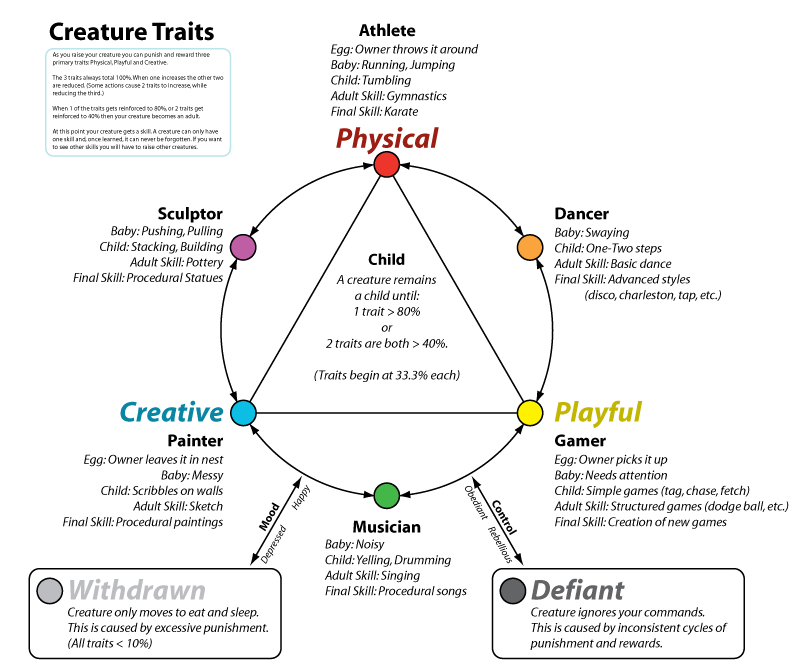 Creature Traits
As you raise your creature you can punish and reward three
primary traits: Physical, Playful and Creative.
The 3 traits always total 100%. When one increases the other two
are reduced. (Some actions cause 2 traits to increase, while
reducing the third.)
When 1 of the traits gets reinforced to 80%, or 2 traits get
reinforced to 40% then your creature becomes an adult.
At this point your creature gets a skill. A creature can only have
one skill and, once learned, it can never be forgotten. If you want
to see other skills you will have to raise other creatures.
Athlete
Egg: Owner throws it around
Baby: Running, Jumping
Child: Tumbling
Adult Skill: Gymnastics
Final Skill: Karate
Physical
Sculptor
Baby: Pushing, Pulling
Child: Stacking, Building
Adult Skill: Pottery
Final Skill: Procedural Statues
Dancer
Baby: Swaying
Child: One-Two steps
Adult Skill: Basic dance
Final Skill: Advanced styles
(disco, charleston, tap, etc.)
Child
A creature remains
a child until:
1 trait > 80%
or
2 traits are both > 40%.
(Traits begin at 33.3% each)
Creative
Painter
Egg: Owner leaves it in nest
Baby: Messy
Child: Scribbles on walls
Adult Skill: Sketch
Final Skill: Procedural paintings
Playful
Gamer
Egg: Owner picks it up
Baby: Needs attention
Child: Simple games (tag, chase, fetch)
Adult Skill: Structured games (dodge ball, etc.)
Final Skill: Creation of new games
Mood
Happy
Depressed
Musician
Baby: Noisy
Child: Yelling, Drumming
Adult Skill: Singing
Final Skill: Procedural songs
Control
Obediant
Rebellious
Withdrawn
Creature only moves to eat and sleep.
This is caused by excessive punishment.
(All traits < 10%)
Defiant
Creature ignores your commands.
This is caused by inconsistent cycles of
punishment and rewards.